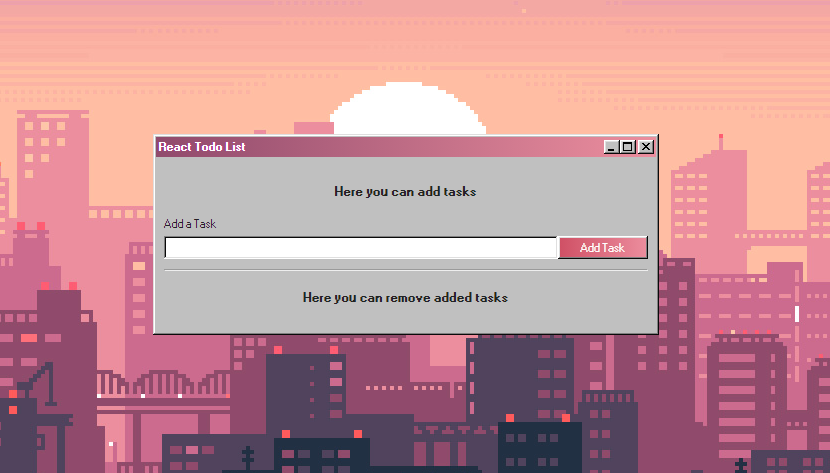 React Todo List
Here you can add tasks
Add a Task
Add Task
Here you can remove added tasks